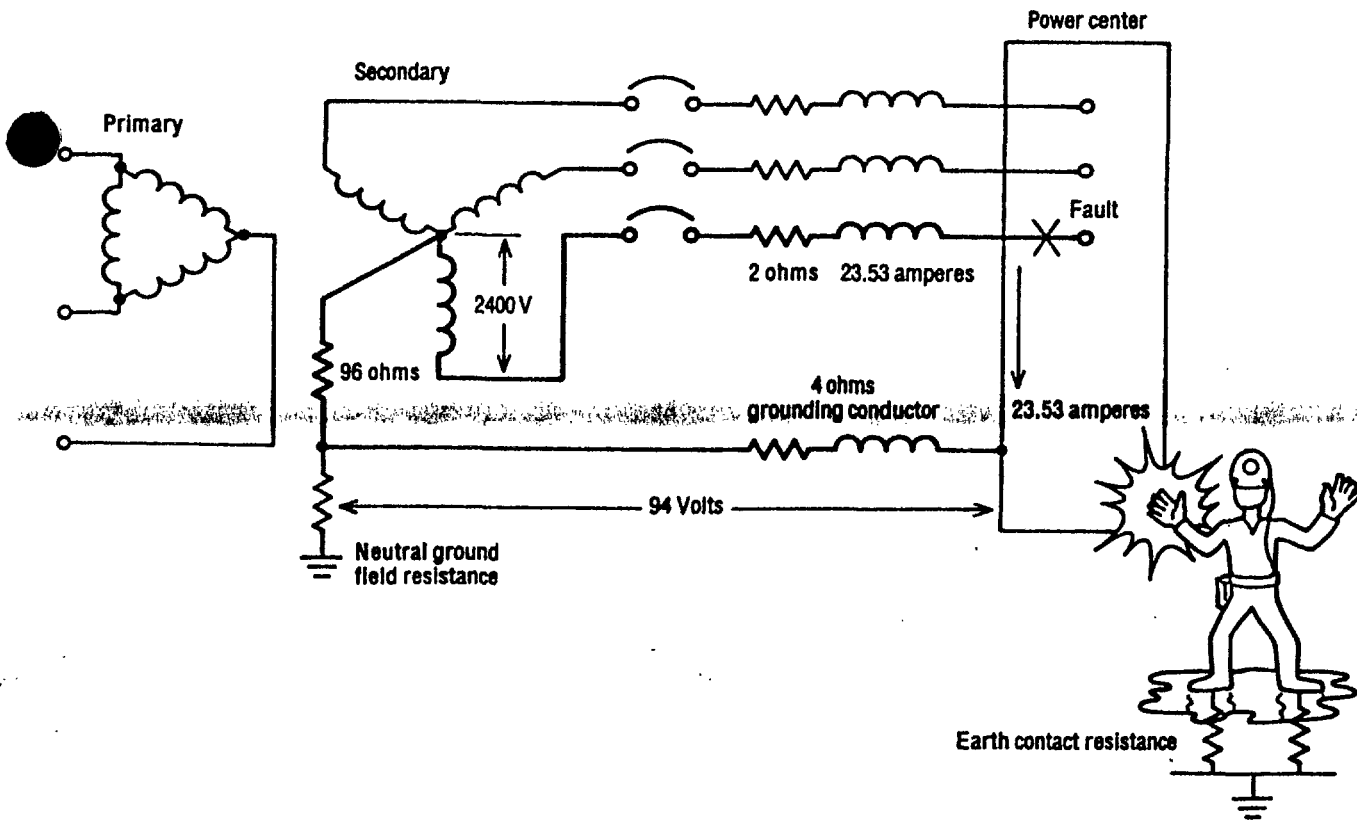 Power center
Secondary
Primary
Fault
2 ohms 23.53 amperes
2400 V
96 ohms
4 ohms
grounding conductor
23.53 amperes
94 Volts
Neutral ground
field resistance
Earth contact resistance